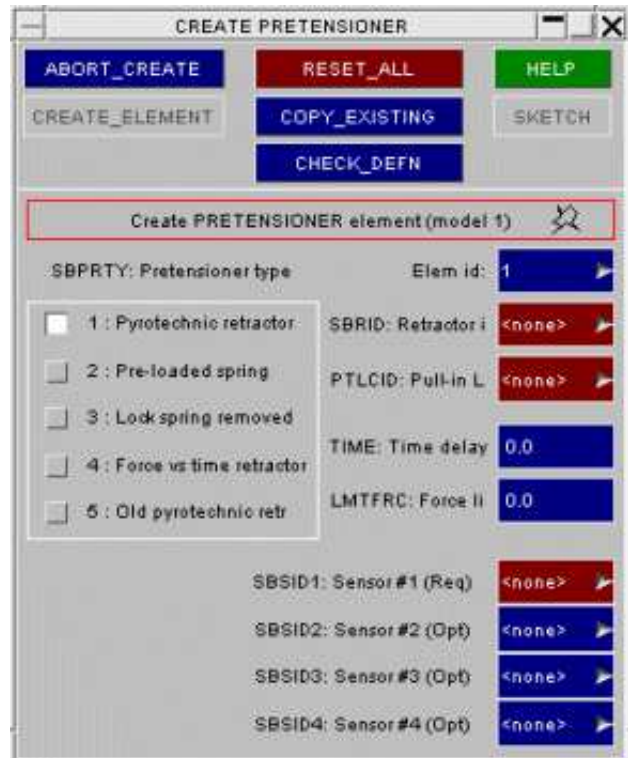 CREATE PRETENSIONER
ABORT_CREATE RESET_ALL HELP
CREATE_ELEMENT COPY_EXISTING SKETCH
CHECK_DEFN
Create PRETENSIONER element (model 1)
SBPRTY: Pretensioner type Elem id: 1
1 : Pyrotechnic retractor SBRID: Retractor i <none>
2 : Pre-loaded spring PTLCID: Pull-in L <none>
3 : Lock spring removed
TIME: Time delay 0.0
4 : Force vs time retractor
LMTFRC: Force li 0.0
5 : Old pyrotechnic retr
SBSID1: Sensor #1 (Req) <none>
SBSID2: Sensor #2 (Opt) <none>
SBSID3: Sensor #3 (Opt) <none>
SBSID4: Sensor #4 (Opt) <none>